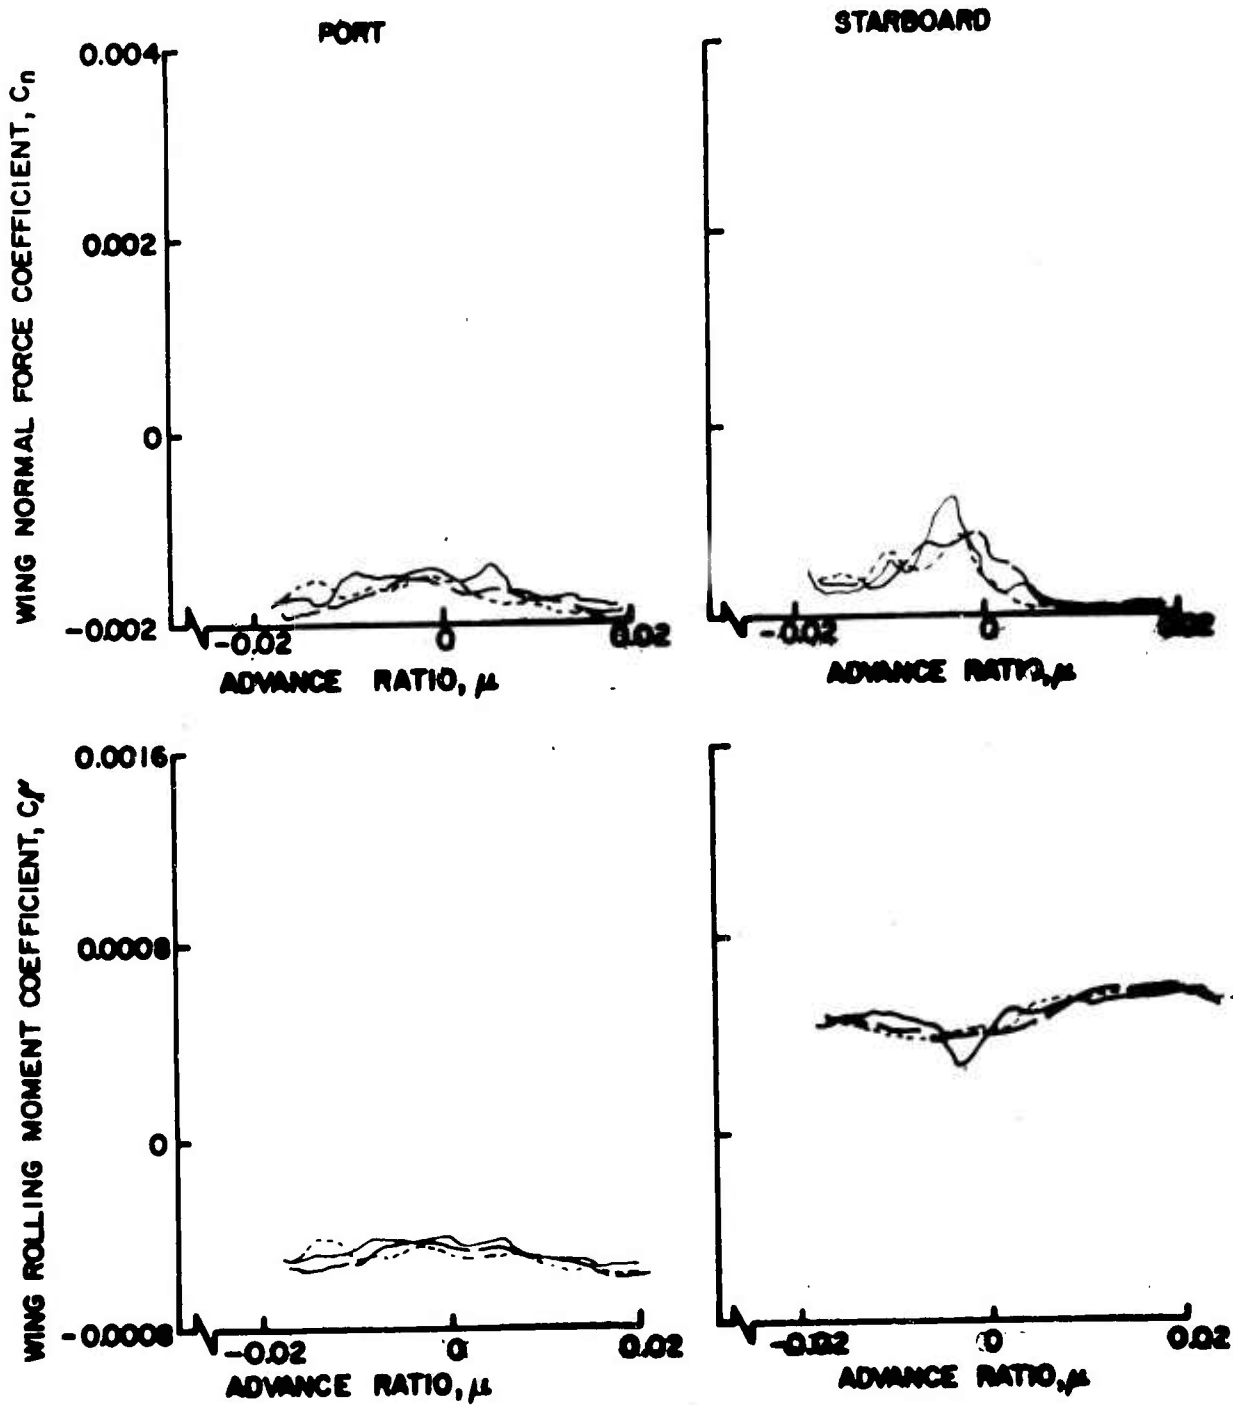 PORT
STARBOARD
WING NORMAL FORCE COEFFICIENT, Cn
0.004
0.002
0
-0.002
-0.02
0
0.02
ADVANCE RATIO, μ
-0.02
0
0.02
ADVANCE RATIO, μ
WING ROLLING MOMENT COEFFICIENT, Cℓ
0.0016
0.0008
0
-0.0008
-0.02
0
0.02
ADVANCE RATIO, μ
-0.02
0
0.02
ADVANCE RATIO, μ